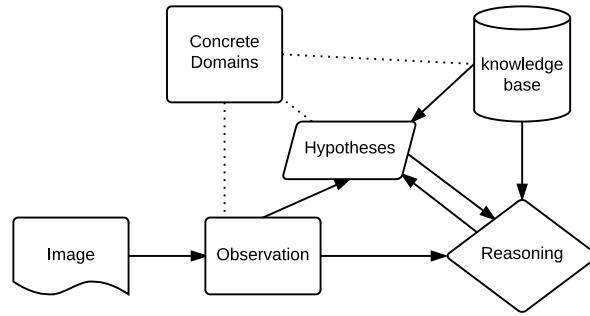 Concrete
Domains
knowledge
base
Hypotheses
Image
Observation
Reasoning